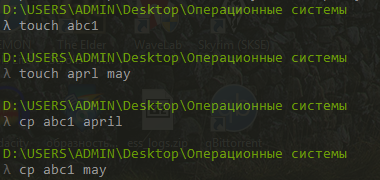 D:\USERS\ADMIN\Desktop\Операционные системы
λ touch abc1
D:\USERS\ADMIN\Desktop\Операционные системы
λ touch aprl may
D:\USERS\ADMIN\Desktop\Операционные системы
λ cp abc1 april
D:\USERS\ADMIN\Desktop\Операционные системы
λ cp abc1 may